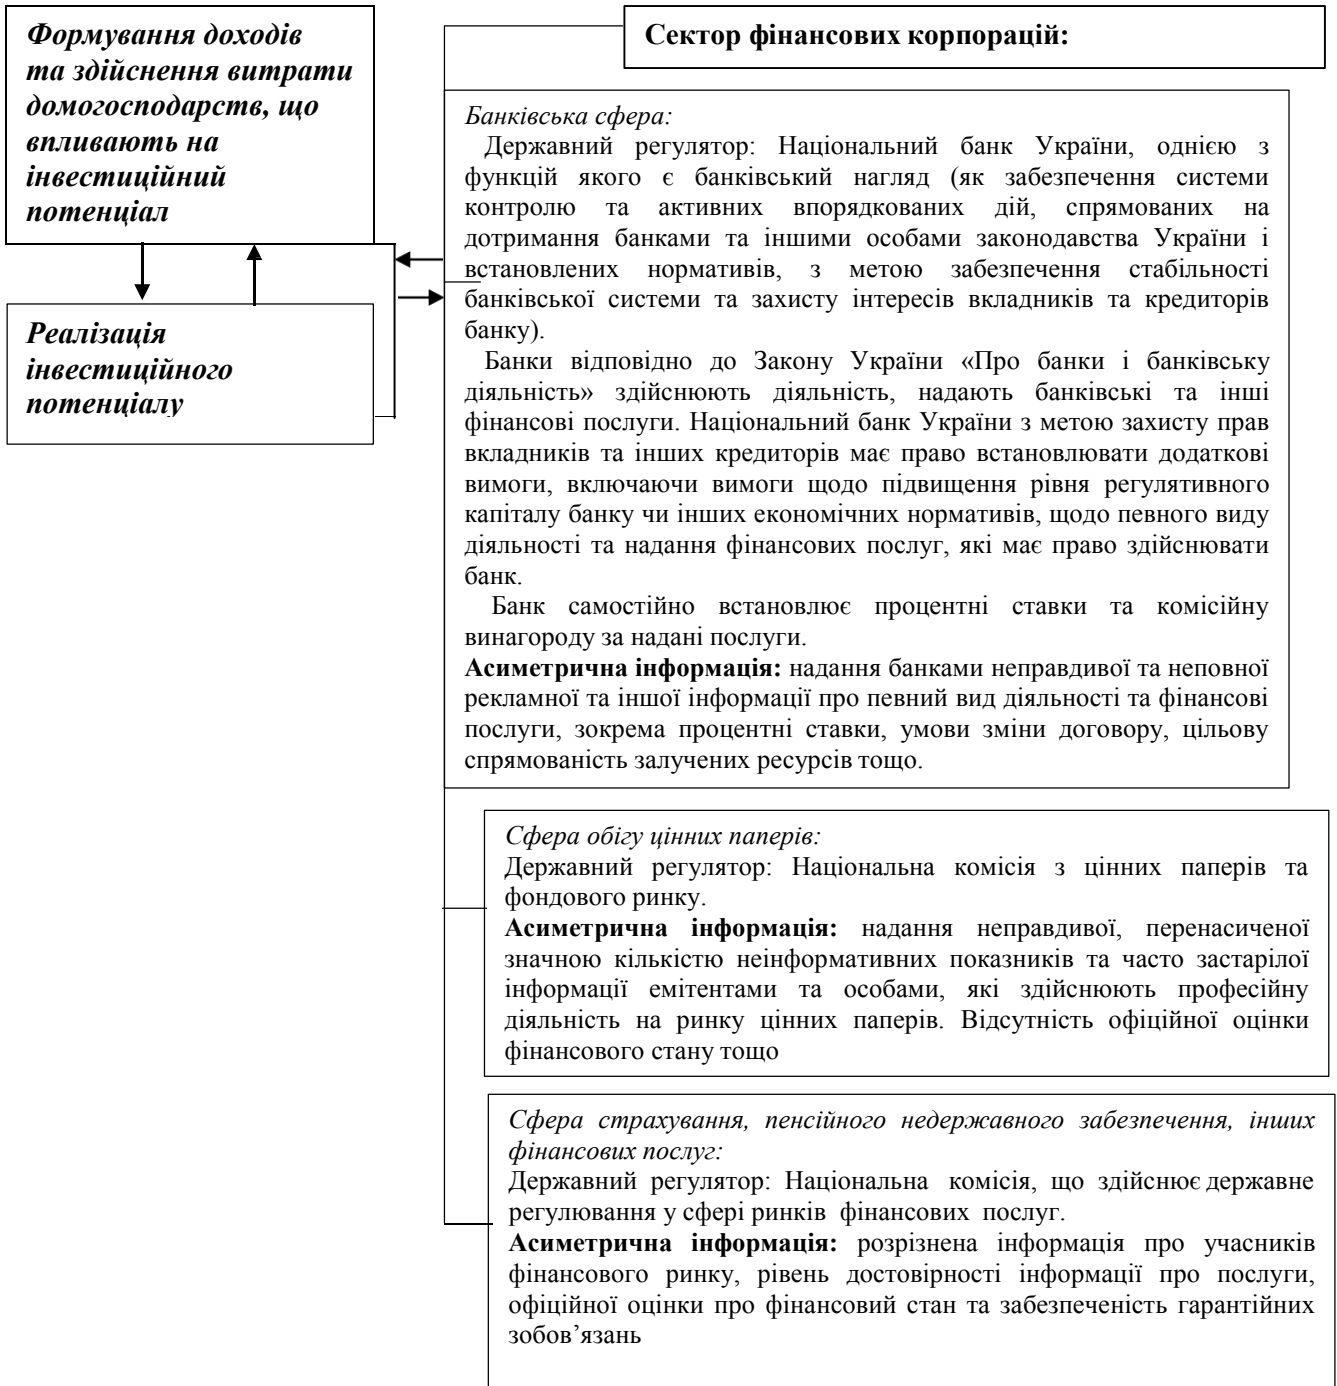 Формування доходів
та здійснення витрати
домогосподарств, що
впливають на
інвестиційний
потенціал
Реалізація
інвестиційного
потенціалу
Сектор фінансових корпорацій:
Банківська сфера:
Державний регулятор: Національний банк України, однією з
функцій якого є банківський нагляд (як забезпечення системи
контролю та активних впорядкованих дій, спрямованих на
дотримання банками та іншими особами законодавства України і
встановлених нормативів, з метою забезпечення стабільності
банківської системи та захисту інтересів вкладників та кредиторів
банку).
Банки відповідно до Закону України «Про банки і банківську
діяльність» здійснюють діяльність, надають банківські та інші
фінансові послуги. Національний банк України з метою захисту прав
вкладників та інших кредиторів має право встановлювати додаткові
вимоги, включаючи вимоги щодо підвищення рівня регулятивного
капіталу банку чи інших економічних нормативів, щодо певного виду
діяльності та надання фінансових послуг, які має право здійснювати
банк.
Банк самостійно встановлює процентні ставки та комісійну
винагороду за надані послуги.
Асиметрична інформація: надання банками неправдивої та неповної
рекламної та іншої інформації про певний вид діяльності та фінансові
послуги, зокрема процентні ставки, умови зміни договору, цільову
спрямованість залучених ресурсів тощо.
Сфера обігу цінних паперів:
Державний регулятор: Національна комісія з цінних паперів та
фондового ринку.
Асиметрична інформація: надання неправдивої, перенасиченої
значною кількістю неінформативних показників та часто застарілої
інформації емітентами та особами, які здійснюють професійну
діяльність на ринку цінних паперів. Відсутність офіційної оцінки
фінансового стану тощо
Сфера страхування, пенсійного недержавного забезпечення, інших
фінансових послуг:
Державний регулятор: Національна комісія, що здійснює державне
регулювання у сфері ринків фінансових послуг.
Асиметрична інформація: розрізнена інформація про учасників
фінансового ринку, рівень достовірності інформації про послуги,
офіційної оцінки про фінансовий стан та забезпеченість гарантійних
зобов’язань